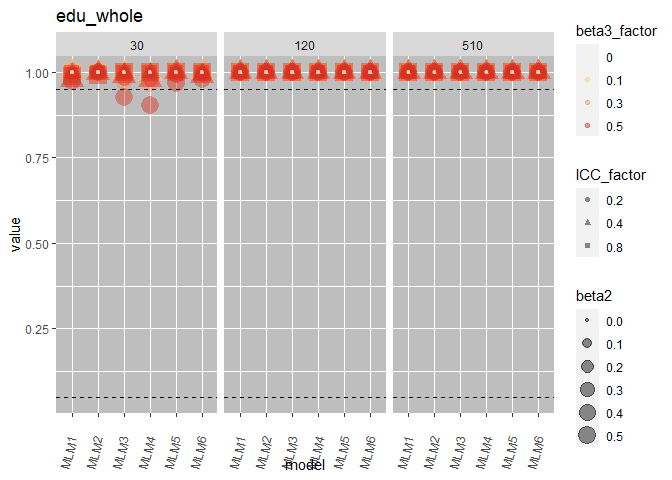 edu_whole
30
120
510
1.00
0.75
0.50
0.25
value
MLM1
MLM2
MLM3
MLM4
MLM5
MLM6
MLM1
MLM2
MLM3
MLM4
MLM5
MLM6
MLM1
MLM2
MLM3
MLM4
MLM5
MLM6
model
beta3_factor
0
0.1
0.3
0.5
ICC_factor
0.2
0.4
0.8
beta2
0.0
0.1
0.2
0.3
0.4
0.5